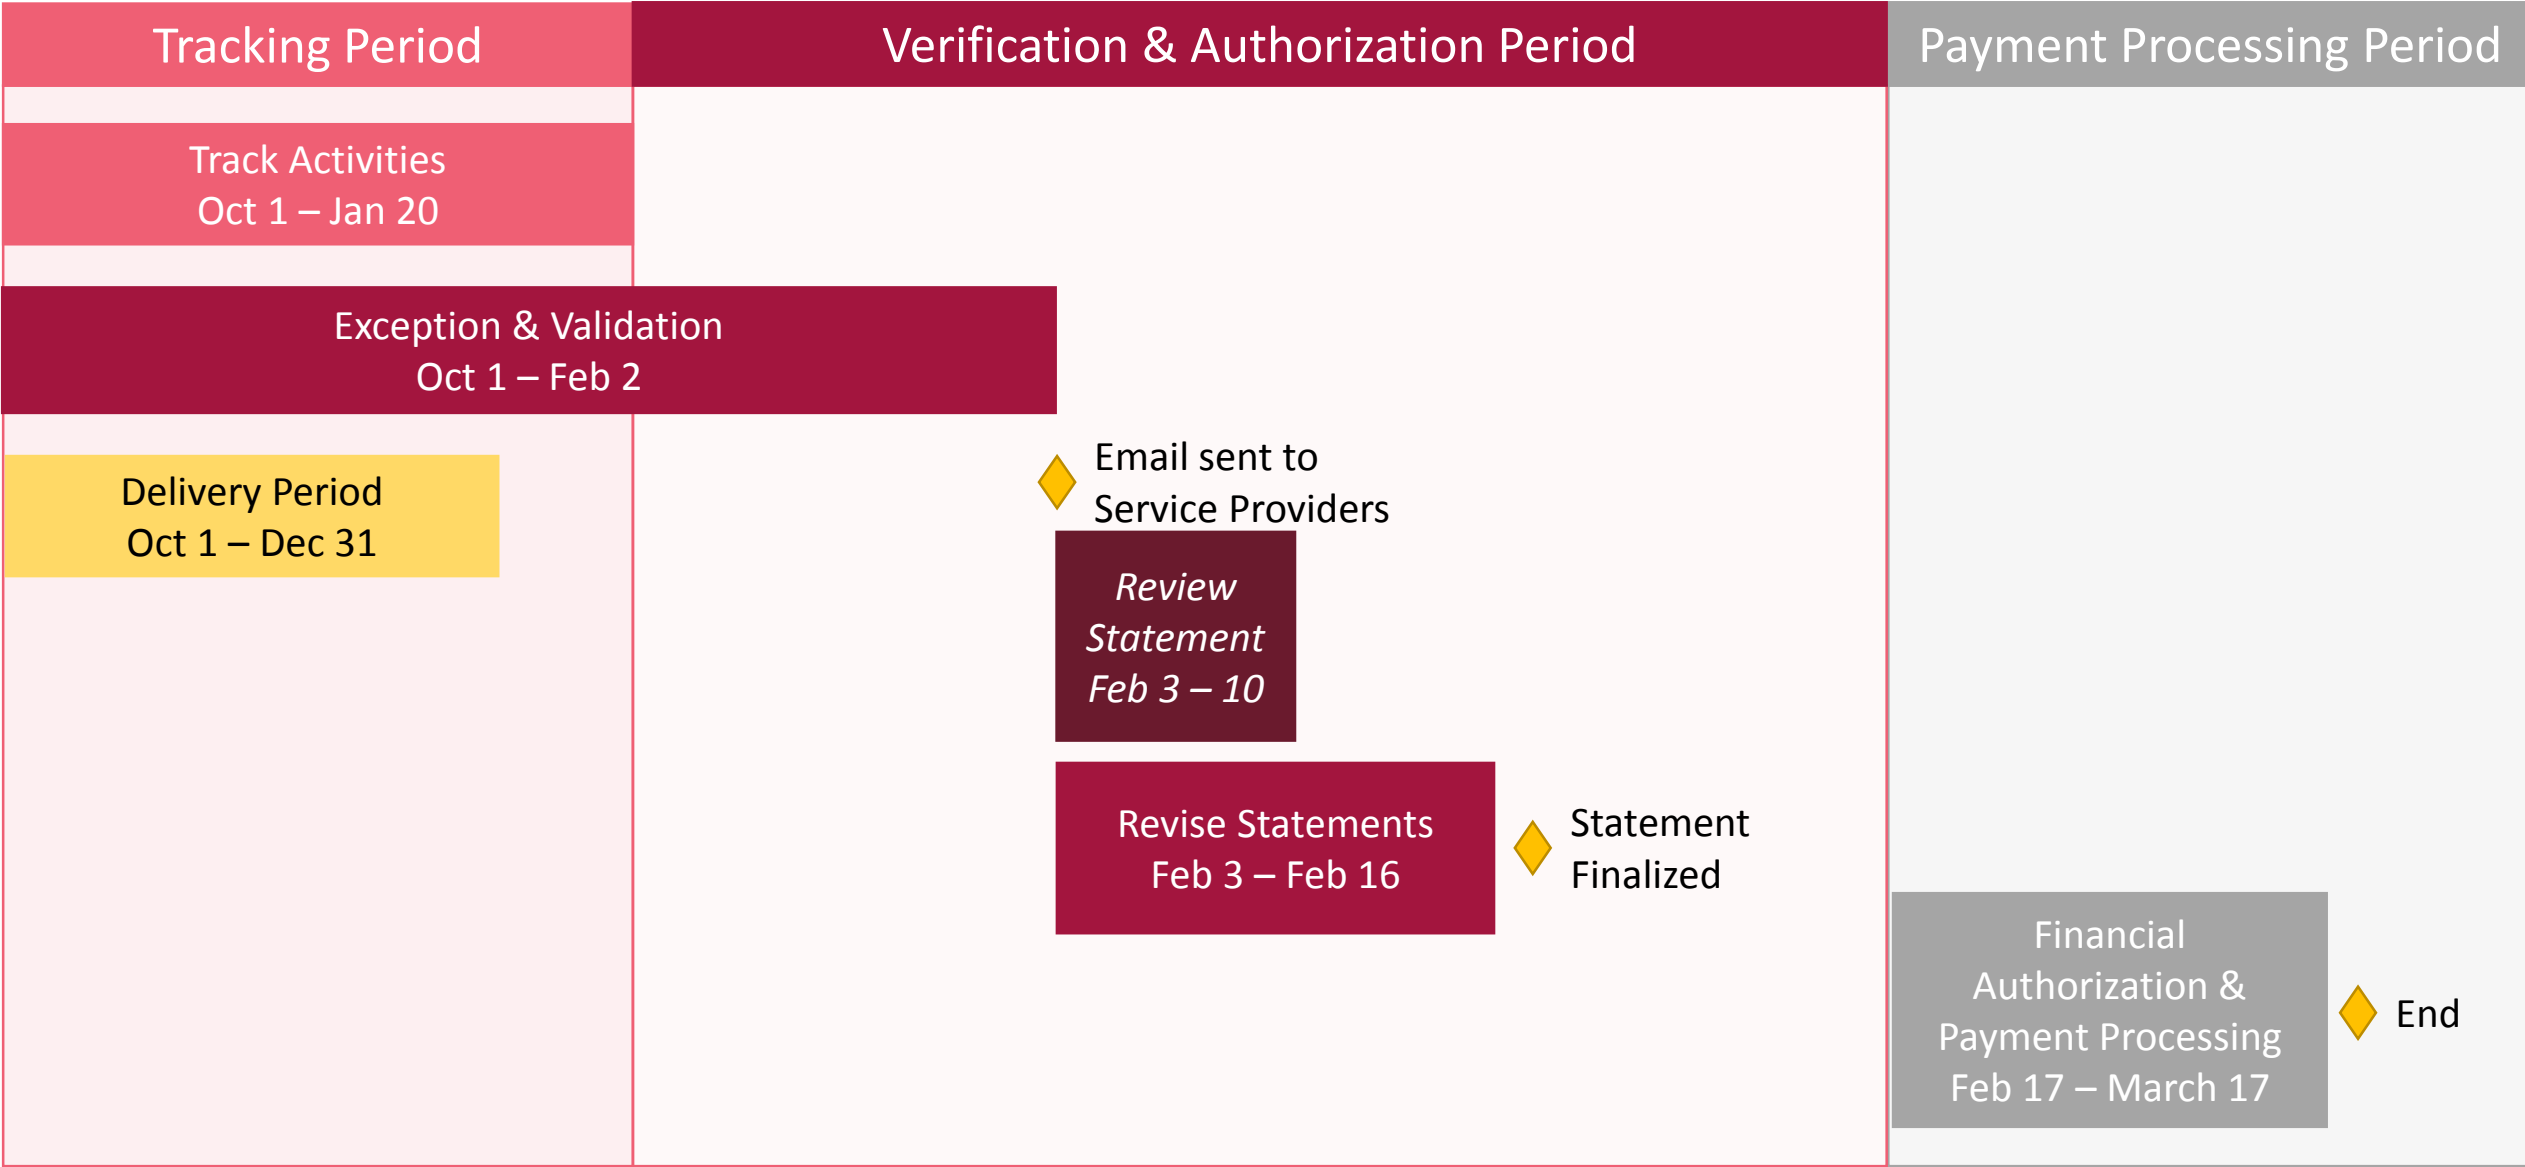 Tracking Period
Verification & Authorization Period
Payment Processing Period
Track Activities
Oct 1 – Jan 20
Exception & Validation
Oct 1 – Feb 2
Delivery Period
Oct 1 – Dec 31
Email sent to
Service Providers
Review
Statement
Feb 3 – 10
Revise Statements
Feb 3 – Feb 16
Statement
Finalized
Financial
Authorization &
Payment Processing
Feb 17 – March 17
End